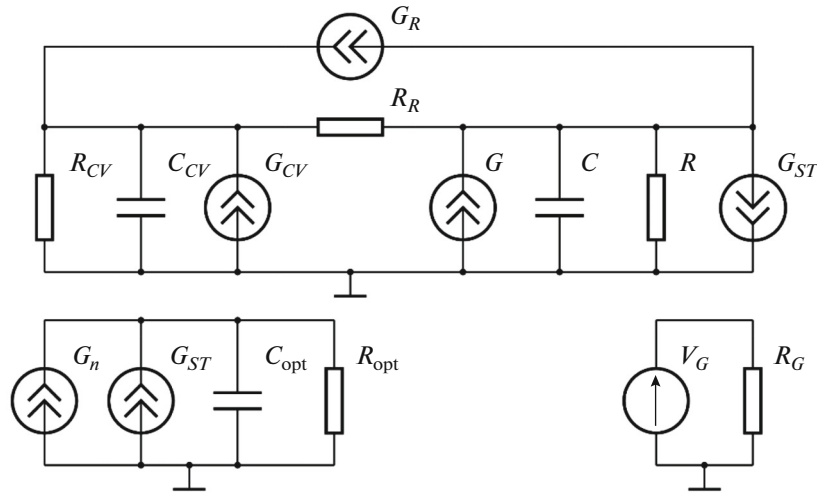 G_R
R_R
R_CV C_CV G_CV G C R G_ST
G_n G_ST C_opt R_opt V_G R_G